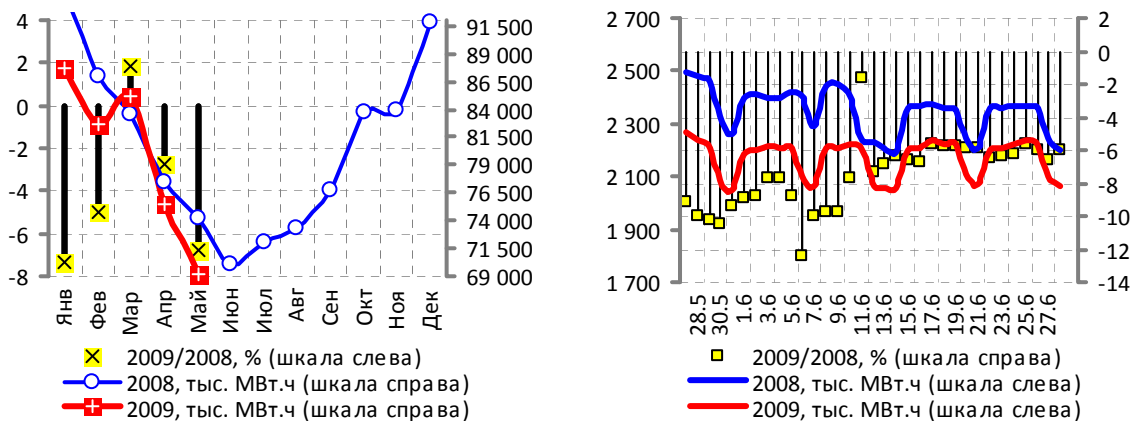 4
2
0
-2
-4
-6
-8
91 500
89 000
86 500
84 000
81 500
79 000
76 500
74 000
71 500
69 000
Янв
Фев
Мар
Апр
Май
Июн
Июл
Авг
Сен
Окт
Ноя
Дек
2009/2008, % (шкала слева)
2008, тыс. МВт.ч (шкала справа)
2009, тыс. МВт.ч (шкала справа)
2 700
2 500
2 300
2 100
1 900
1 700
2
0
-2
-4
-6
-8
-10
-12
-14
28.5
30.5
1.6
3.6
5.6
7.6
9.6
11.6
13.6
15.6
17.6
19.6
21.6
23.6
25.6
27.6
2009/2008, % (шкала справа)
2008, тыс. МВт.ч (шкала слева)
2009, тыс. МВт.ч (шкала слева)